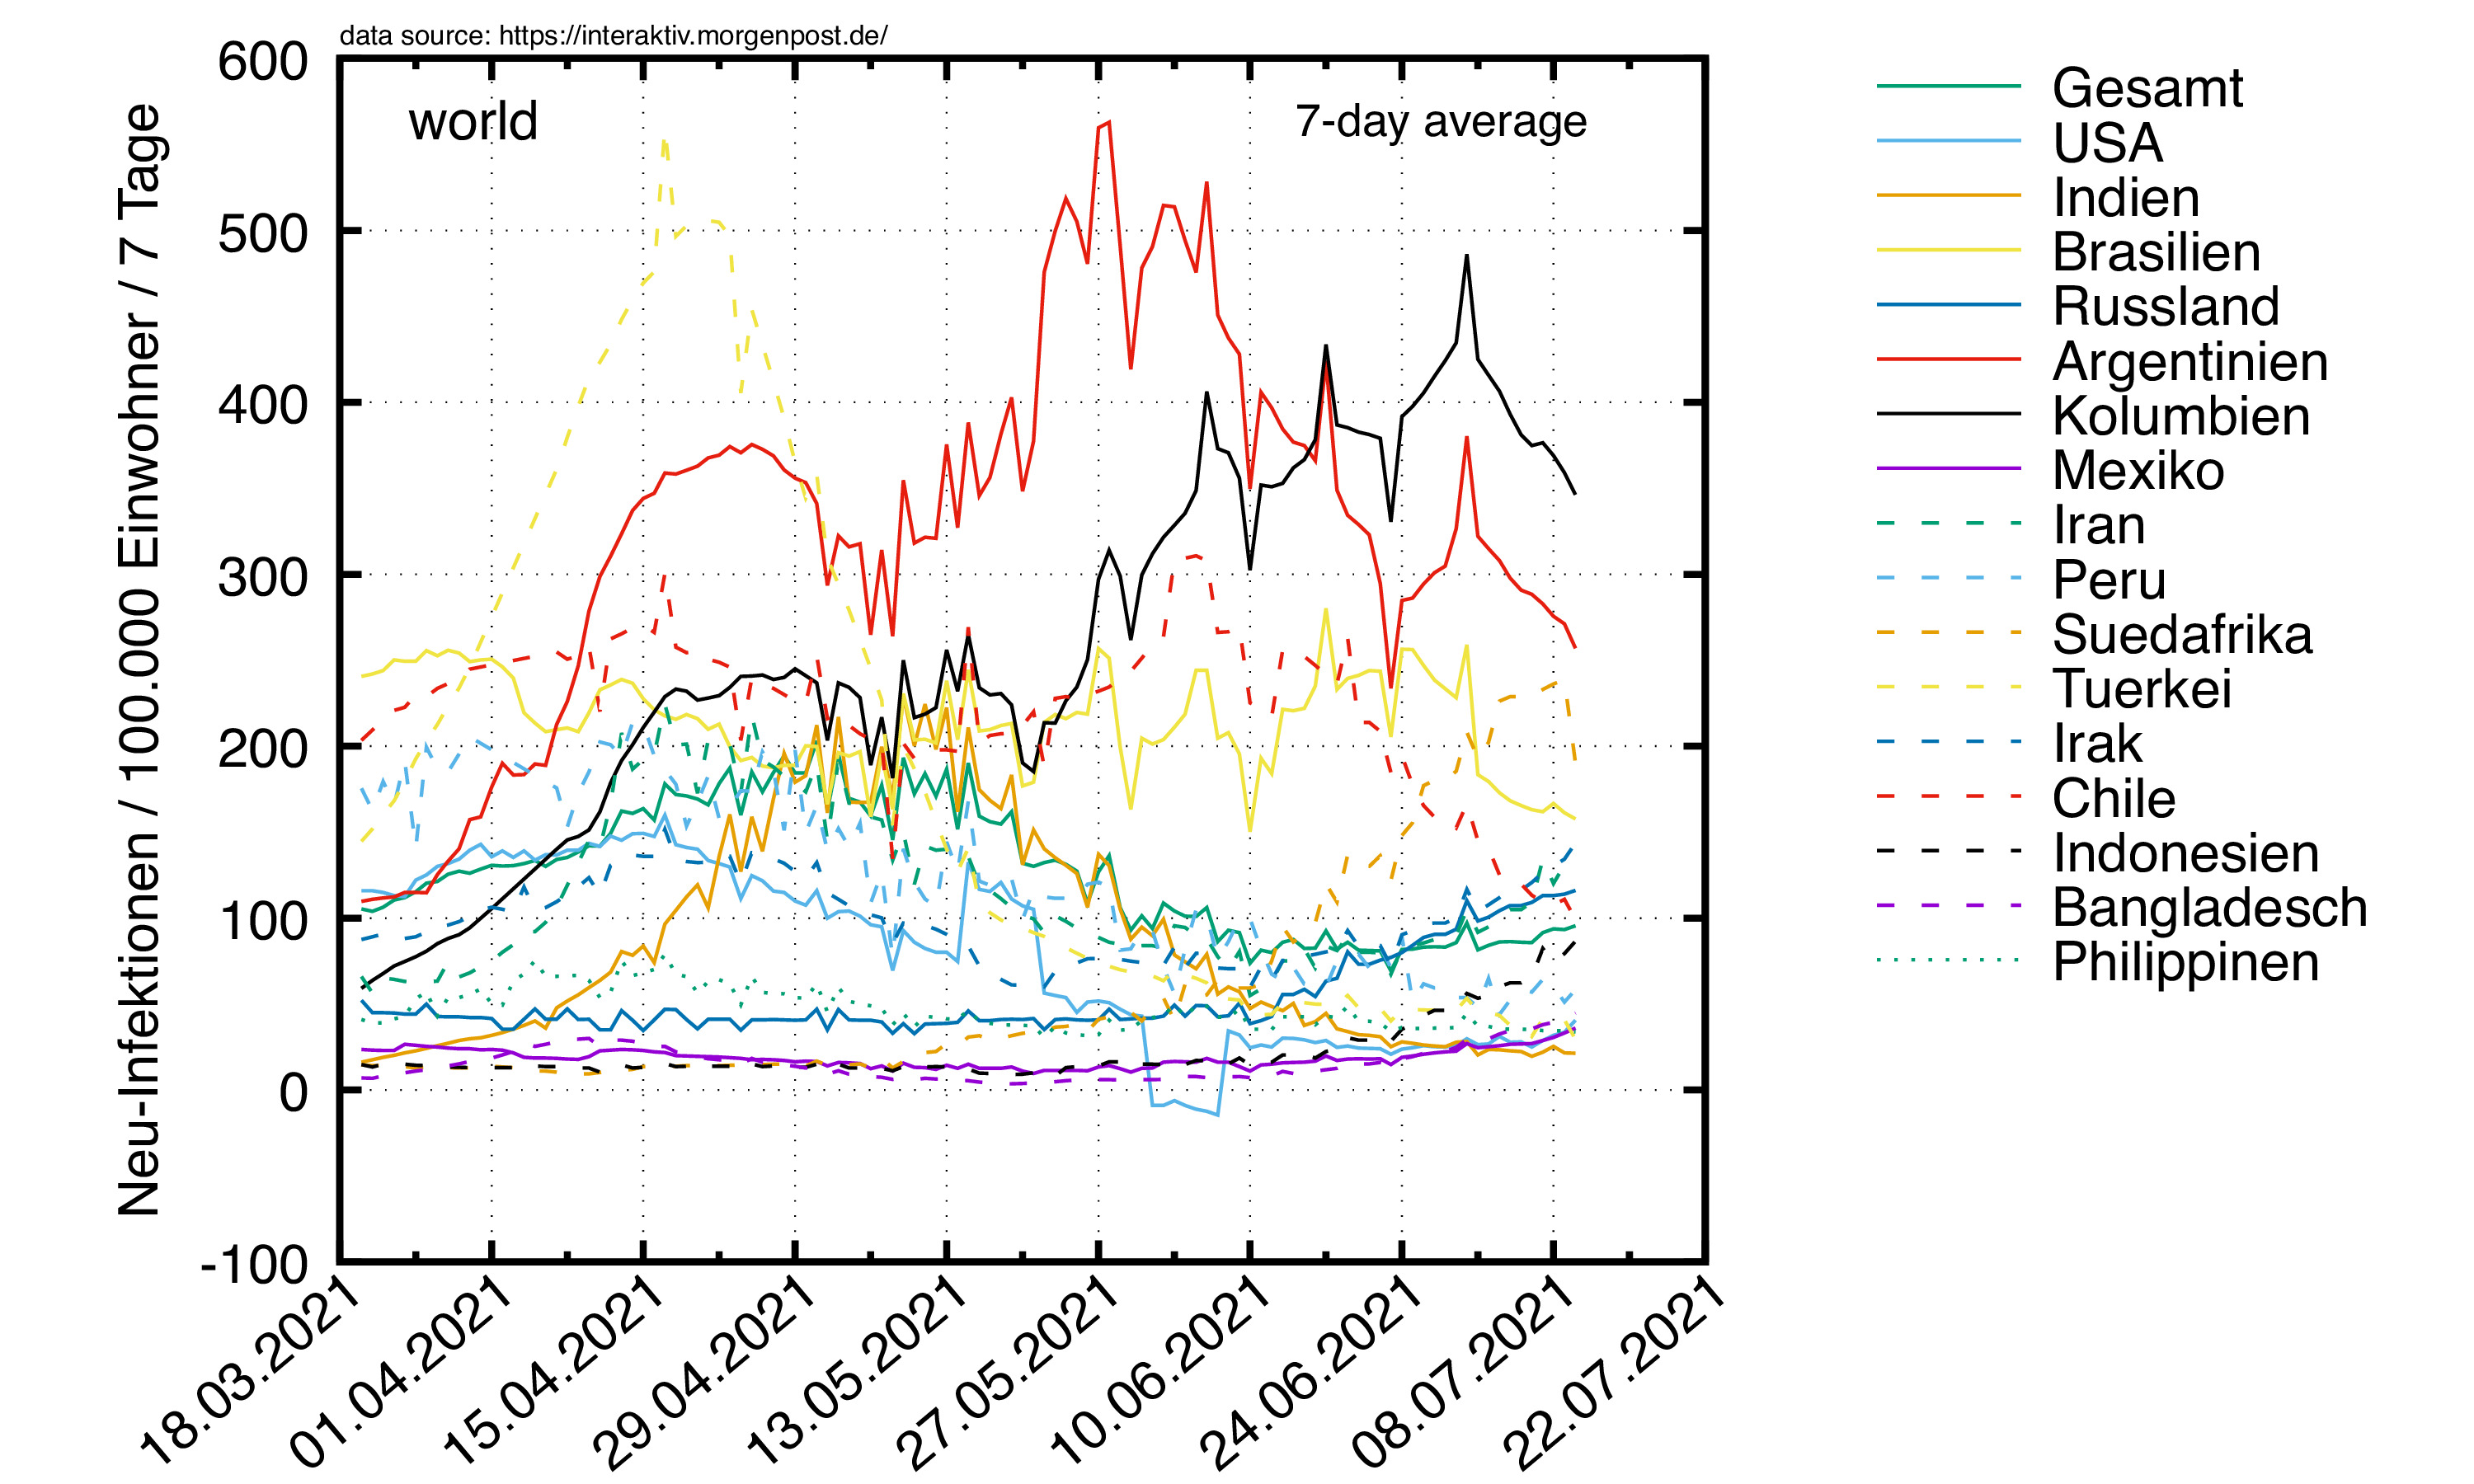 data source: https://interaktiv.morgenpost.de/
world
7-day average
Neu-Infektionen / 100.000 Einwohner / 7 Tage
600
500
400
300
200
100
0
-100
18.03.2021
01.04.2021
15.04.2021
29.04.2021
13.05.2021
27.05.2021
10.06.2021
24.06.2021
08.07.2021
22.07.2021
Gesamt
USA
Indien
Brasilien
Russland
Argentinien
Kolumbien
Mexiko
Iran
Peru
Suedafrika
Tuerkei
Irak
Chile
Indonesien
Bangladesch
Philippinen